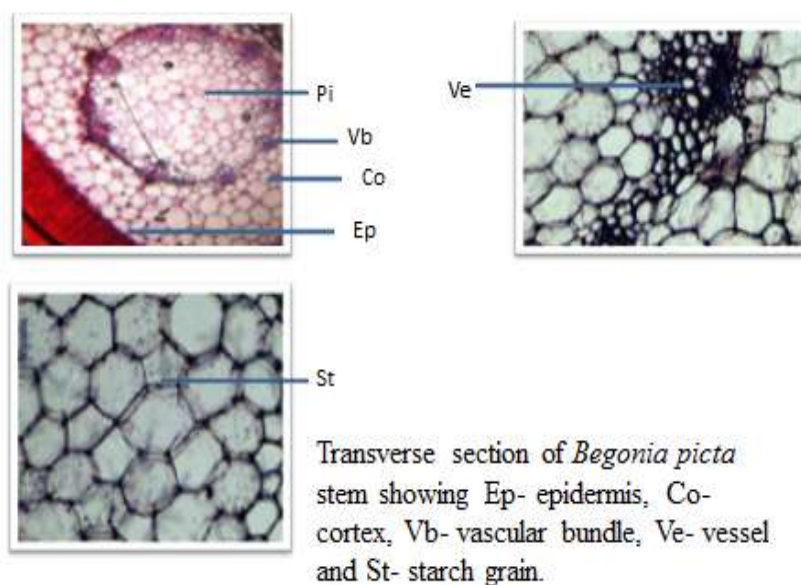 Pi
Vb
Co
Ep
Ve
St
Transverse section of Begonia picta
stem showing Ep- epidermis, Co-
cortex, Vb- vascular bundle, Ve- vessel
and St- starch grain.